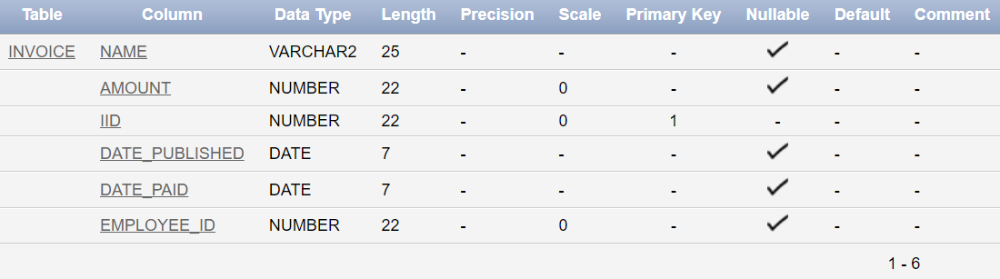 Table Column Data Type Length Precision Scale Primary Key Nullable Default Comment
INVOICE NAME VARCHAR2 25 - - - ✓ - -
AMOUNT NUMBER 22 - 0 - ✓ - -
IID NUMBER 22 - 0 1 - - -
DATE_PUBLISHED DATE 7 - - - ✓ - -
DATE_PAID DATE 7 - - - ✓ - -
EMPLOYEE_ID NUMBER 22 - 0 - ✓ - -
1 - 6